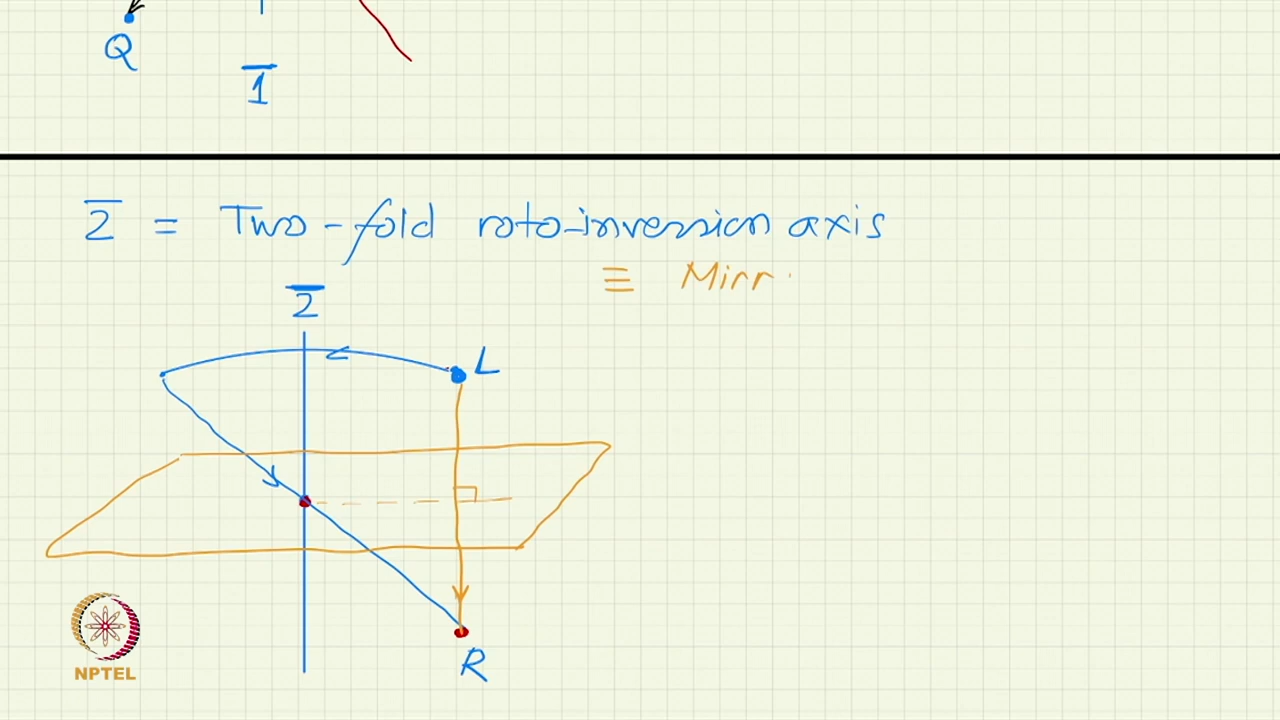 Q
1̅
2̅ = Two-fold roto-inversion axis
≡ Mirr
2̅
L
R
NPTEL